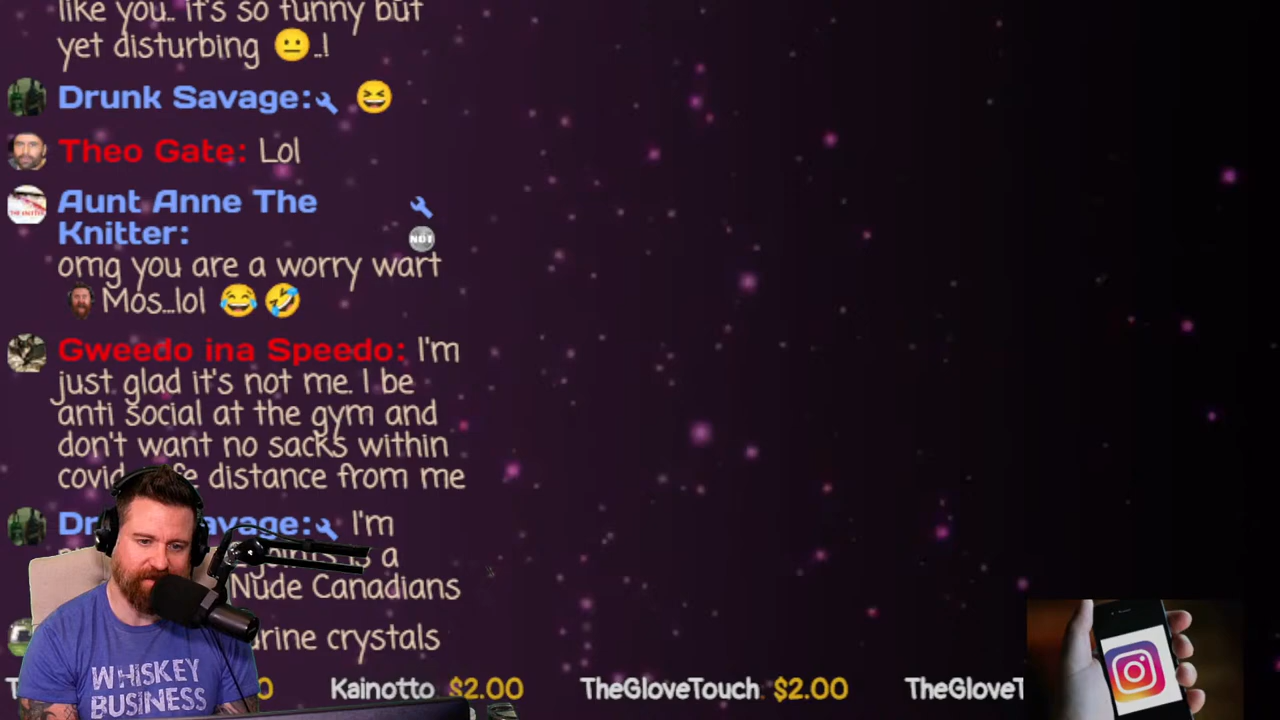 like you.. it's so funny but
yet disturbing 😐..!
Drunk Savage: 😆
Theo Gate: Lol
Aunt Anne The
Knitter:
NOT
omg you are a worry wart
Mos...lol 😂🤣
Gweedo ina Speedo: I'm
just glad it's not me. I be
anti social at the gym and
don't want no sacks within
distance from me
I'm
is a
Nude Canadians
crystals
WHISKEY
BUSINESS
Kainotto $2.00 TheGloveTouch $2.00